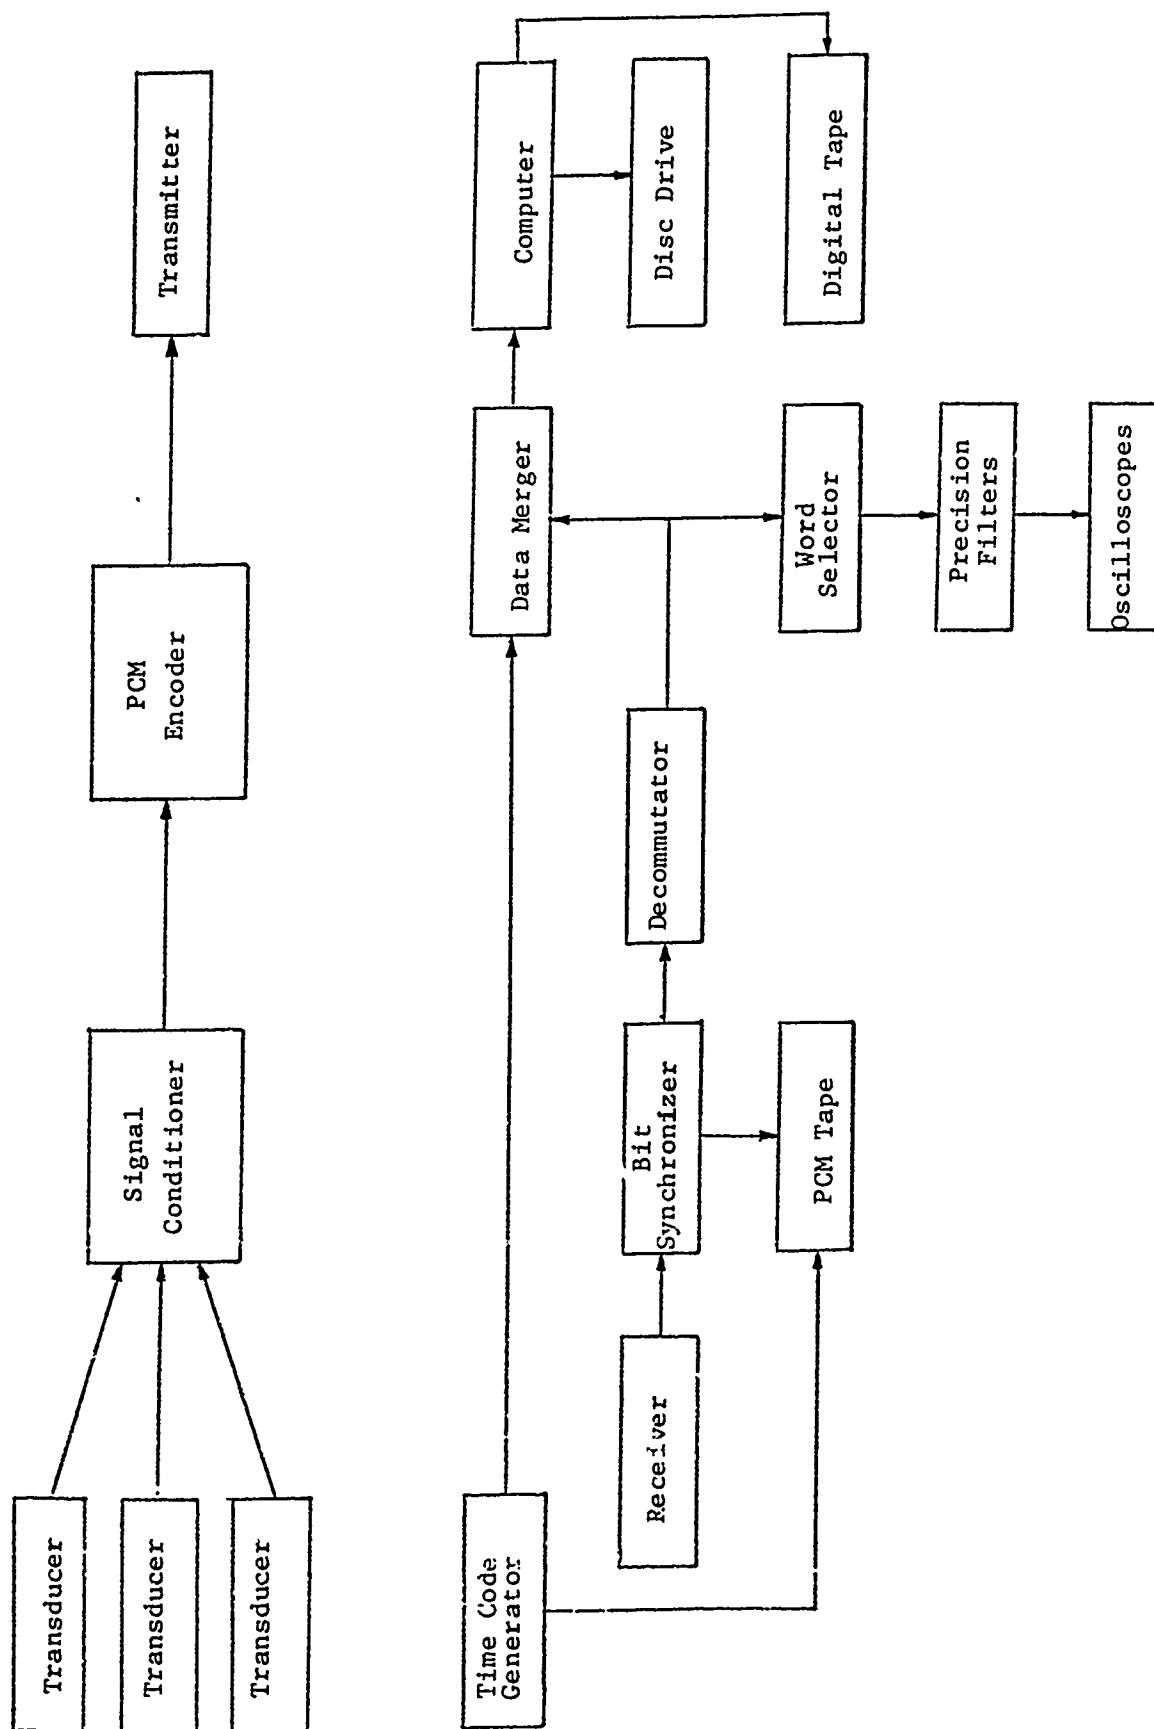 Transducer
Transducer
Transducer
Signal
Conditioner
PCM
Encoder
Transmitter
Time Code
Generator
Data Merger
Computer
Receiver
Bit
Synchronizer
Decommutator
Disc Drive
PCM Tape
Word
Selector
Digital Tape
Precision
Filters
Oscilloscopes